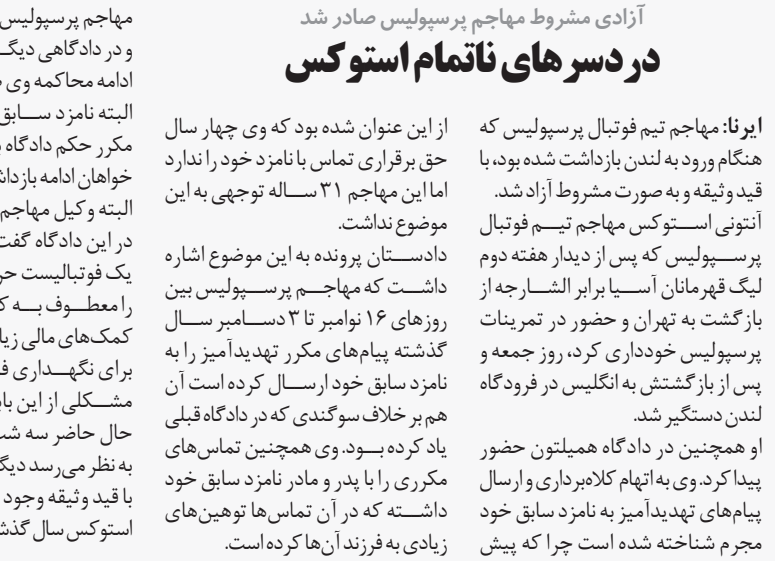 آزادی مشروط مهاجم پرسپولیس صادر شد
دردسرهای ناتمام استوکس
ایرنا: مهاجم تیم فوتبال پرسپولیس که
هنگام ورود به لندن بازداشت شده بود، با
قید وثیقه و به صورت مشروط آزاد شد.
آنتونی استوکس مهاجم تیم فوتبال
پرسپولیس که پس از دیدار هفته دوم
لیگ قهرمانان آسیا برابر الشارجه از
بازگشت به تهران و حضور در تمرینات
پرسپولیس خودداری کرد، روز جمعه و
پس از بازگشتش به انگلیس در فرودگاه
لندن دستگیر شد.
او همچنین در دادگاه همیلتون حضور
پیدا کرد. وی به اتهام کلاهبرداری و ارسال
پیام‌های تهدیدآمیز به نامزد سابق خود
مجرم شناخته شده است چرا که پیش
از این عنوان شده بود که وی چهار سال
حق برقراری تماس با نامزد خود را ندارد
اما این مهاجم ۳۱ ساله توجهی به این
موضوع نداشت.
دادستان پرونده به این موضوع اشاره
داشت که مهاجم پرسپولیس بین
روزهای ۱۶ نوامبر تا ۳ دسامبر سال
گذشته پیام‌های مکرر تهدیدآمیز را به
نامزد سابق خود ارسال کرده است آن
هم بر خلاف سوگندی که در دادگاه قبلی
یاد کرده بود. وی همچنین تماس‌های
مکرری را با پدر و مادر نامزد سابق خود
داشته که در آن تماس‌ها توهین‌های
زیادی به فرزند آن‌ها کرده است.
مهاجم پرسپولیس
و در دادگاهی
ادامه محاکمه وی
البته نامزد سابق
مکرر حکم دادگاه
خواهان ادامه
البته وکیل مهاجم
در این دادگاه
یک فوتبالیست
را معطوف به
کمک‌های مالی
برای نگهداری
مشکلی از این
حال حاضر سه
به نظر می‌رسد
با قید وثیقه وجود
استوکس سال